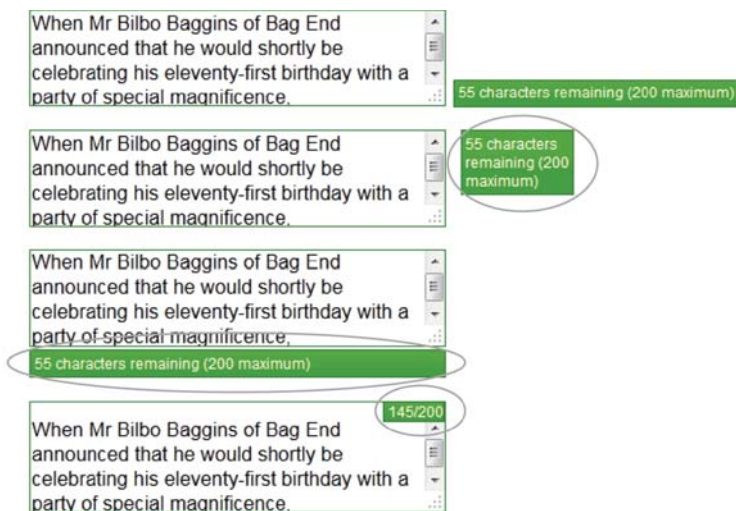 When Mr Bilbo Baggins of Bag End
announced that he would shortly be
celebrating his eleventy-first birthday with a
party of special magnificence,
55 characters remaining (200 maximum)
When Mr Bilbo Baggins of Bag End
announced that he would shortly be
celebrating his eleventy-first birthday with a
party of special magnificence,
55 characters
remaining (200
maximum)
When Mr Bilbo Baggins of Bag End
announced that he would shortly be
celebrating his eleventy-first birthday with a
party of special magnificence,
55 characters remaining (200 maximum)
145/200
When Mr Bilbo Baggins of Bag End
announced that he would shortly be
celebrating his eleventy-first birthday with a
party of special magnificence,